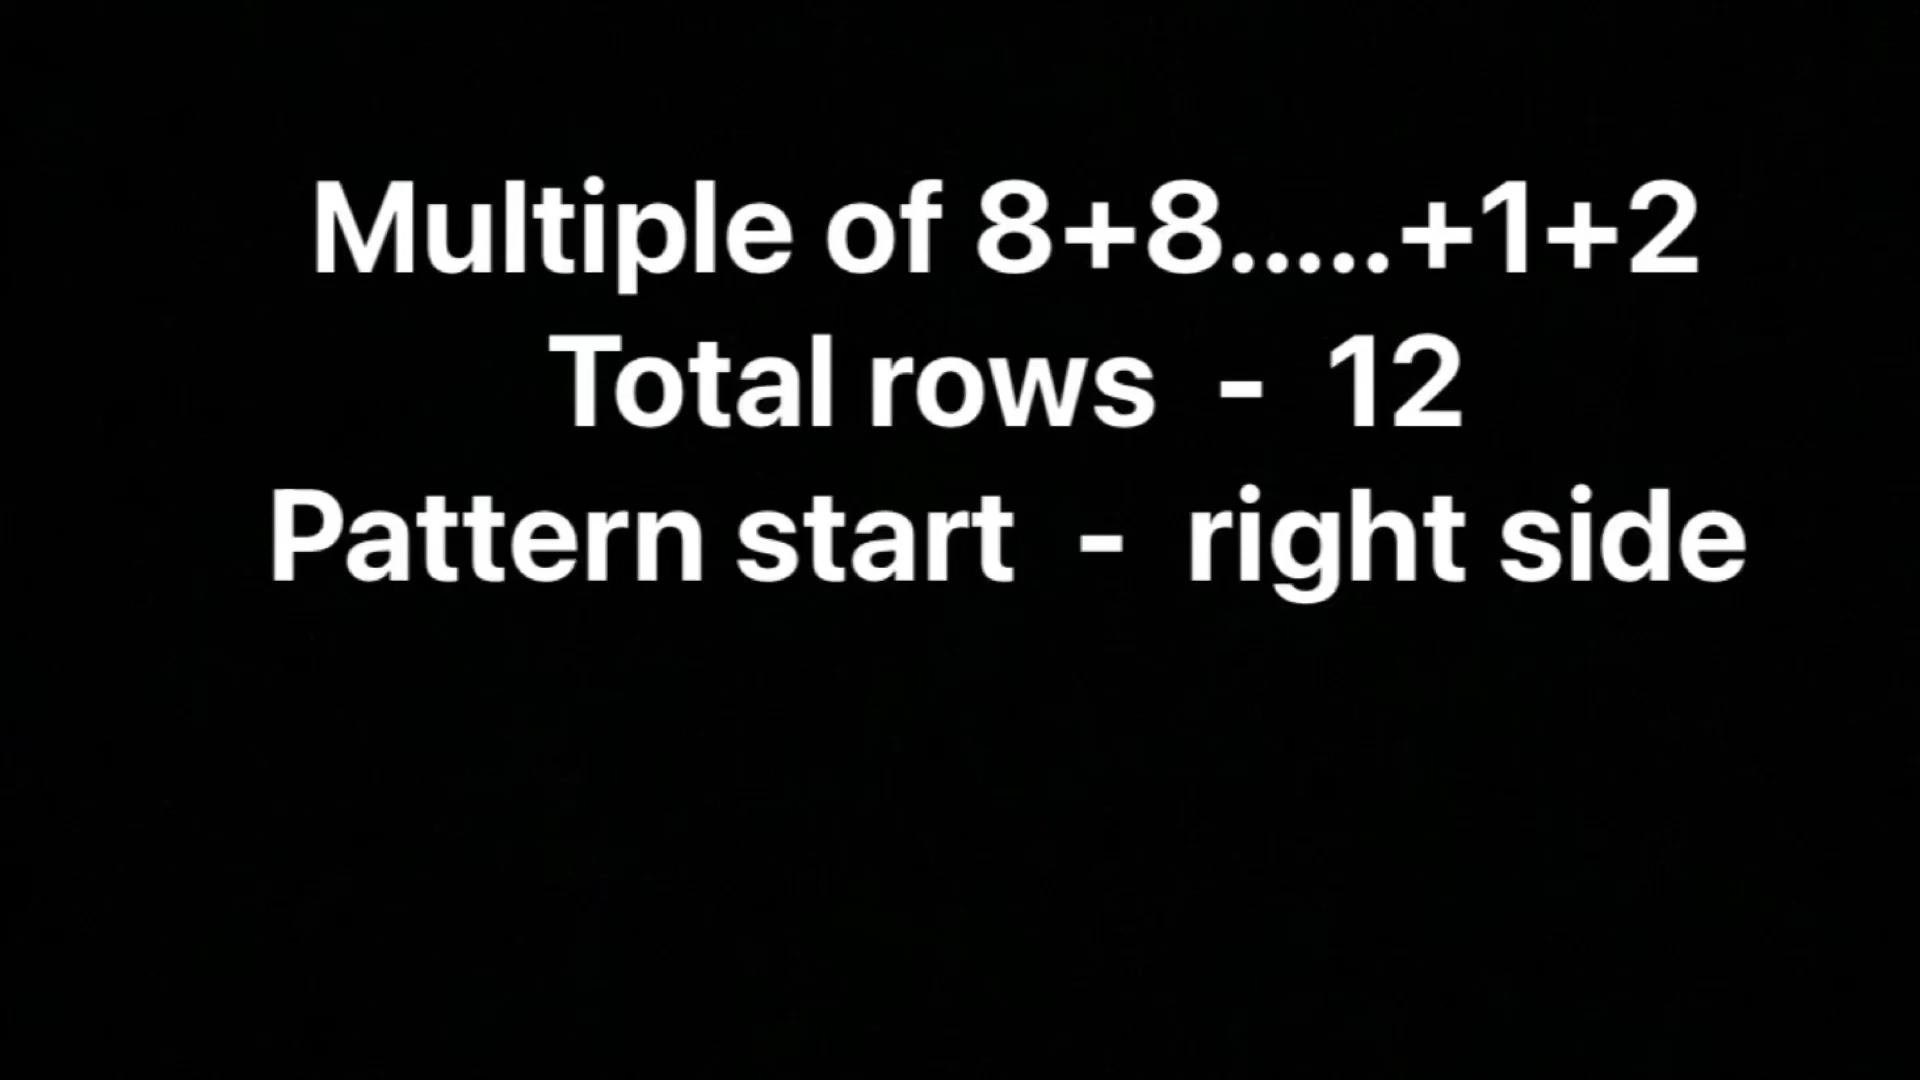 Multiple of 8+8.....+1+2
Total rows - 12
Pattern start - right side